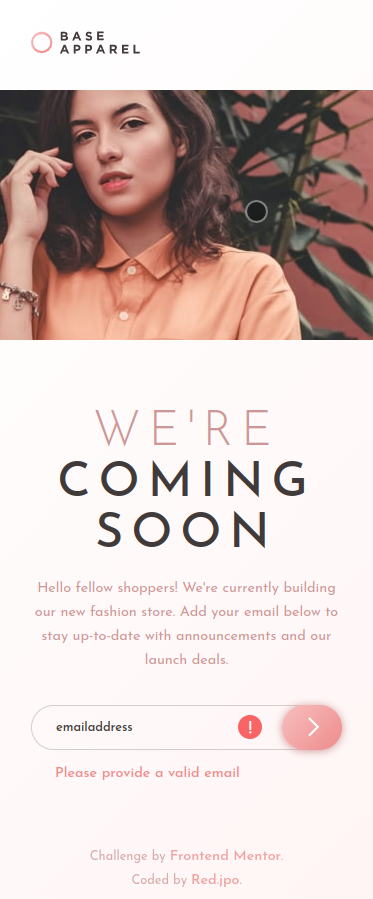 BASE
APPAREL
WE'RE
COMING
SOON
Hello fellow shoppers! We're currently building
our new fashion store. Add your email below to
stay up-to-date with announcements and our
launch deals.
emailaddress
!
Please provide a valid email
Challenge by Frontend Mentor.
Coded by Red.jpo.